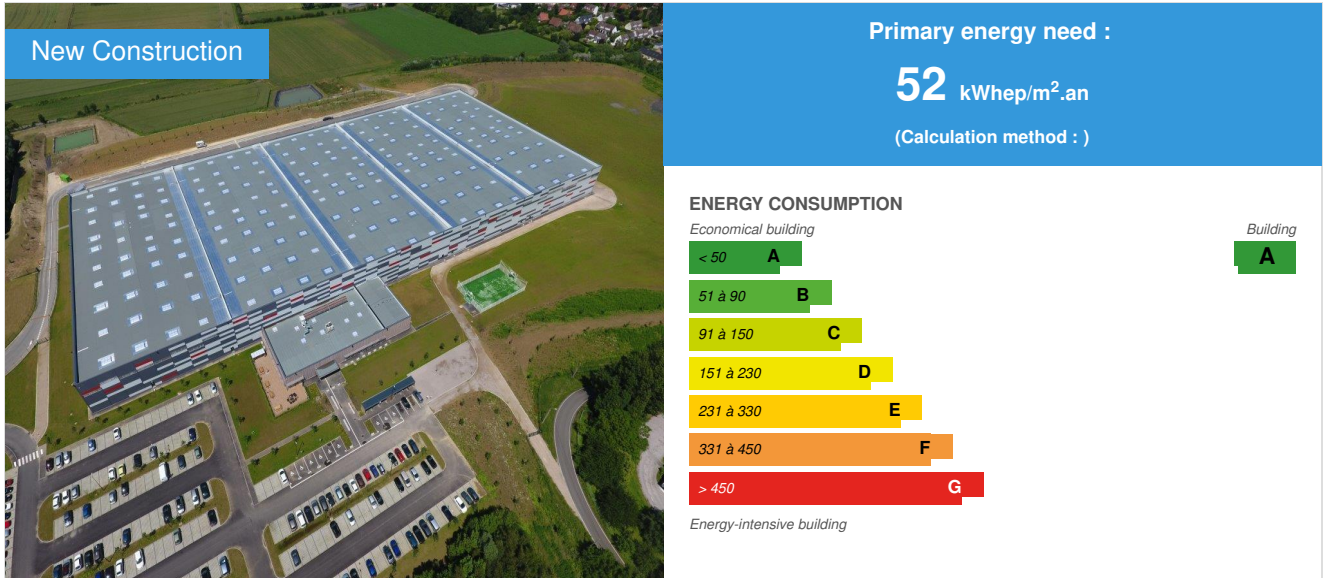 New Construction
Primary energy need :
52 kWhep/m².an
(Calculation method : )
ENERGY CONSUMPTION
Economical building
Building
< 50 A
A
51 à 90 B
91 à 150 C
151 à 230 D
231 à 330 E
331 à 450 F
> 450 G
Energy-intensive building